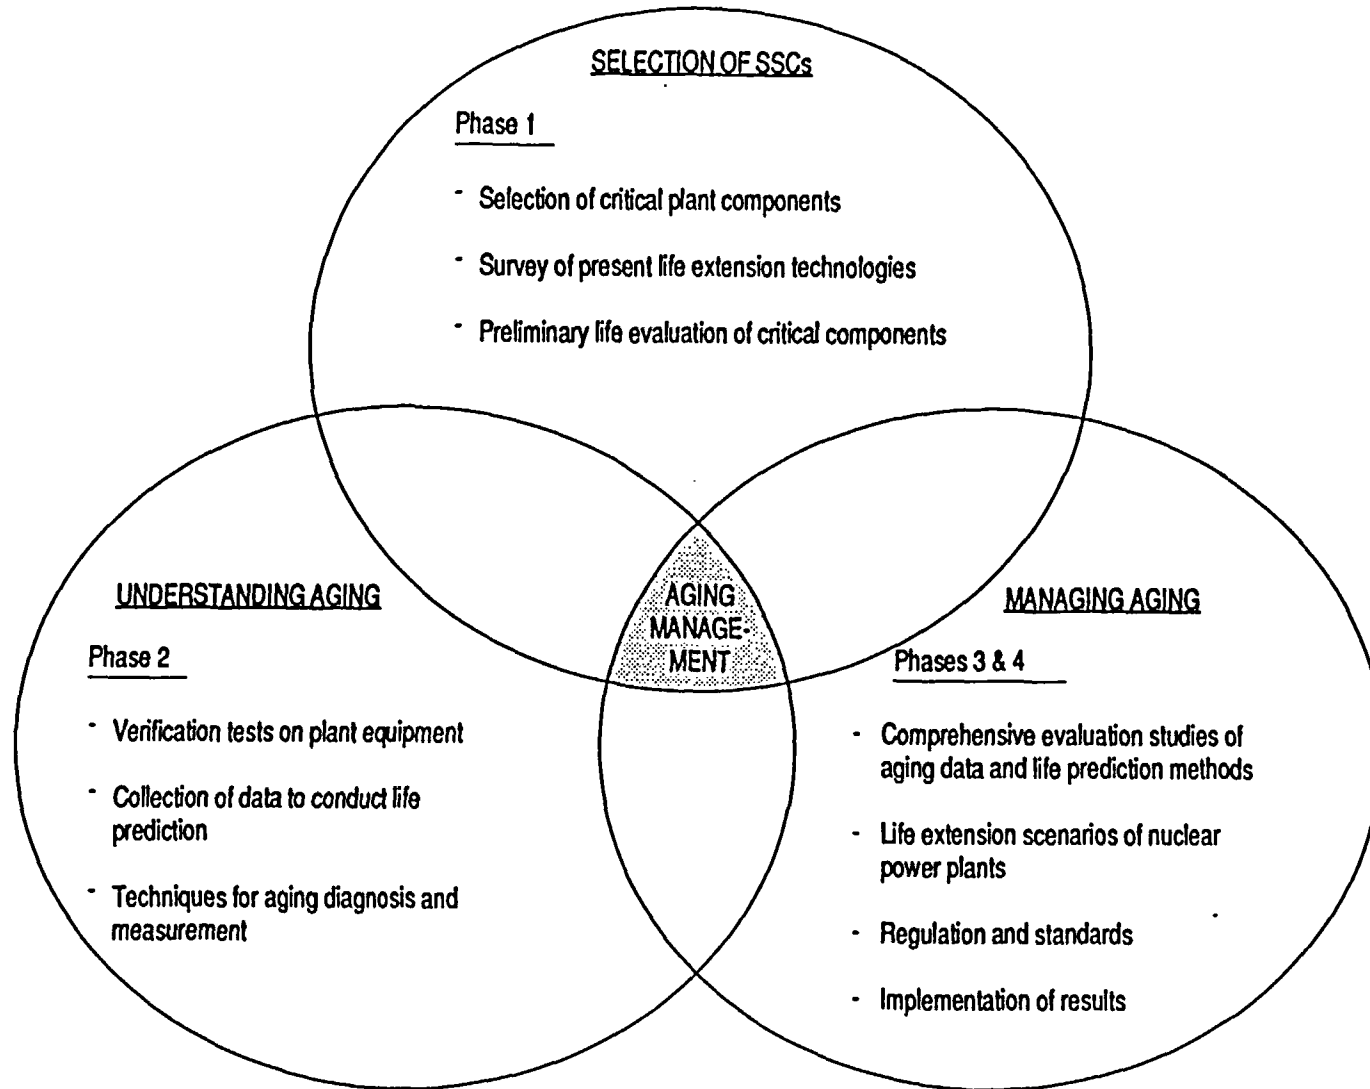 SELECTION OF SSCs
Phase 1
- Selection of critical plant components
- Survey of present life extension technologies
- Preliminary life evaluation of critical components
UNDERSTANDING AGING
Phase 2
- Verification tests on plant equipment
- Collection of data to conduct life
prediction
- Techniques for aging diagnosis and
measurement
AGING
MANAGE-
MENT
MANAGING AGING
Phases 3 & 4
- Comprehensive evaluation studies of
aging data and life prediction methods
- Life extension scenarios of nuclear
power plants
- Regulation and standards
- Implementation of results